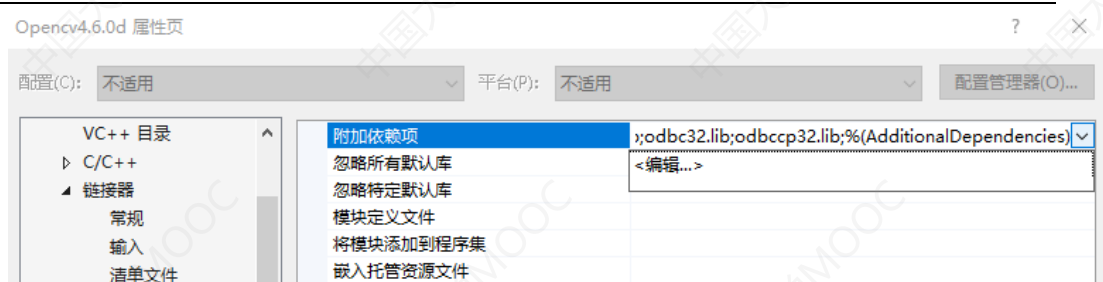 Opencv4.6.0d 属性页 ? ×
配置(C): 不适用 平台(P): 不适用 配置管理器(O)...
VC++ 目录
C/C++
链接器
常规
输入
清单文件
附加依赖项 );odbc32.lib;odbccp32.lib;%(AdditionalDependencies)
忽略所有默认库 <编辑...>
忽略特定默认库
模块定义文件
将模块添加到程序集
嵌入托管资源文件